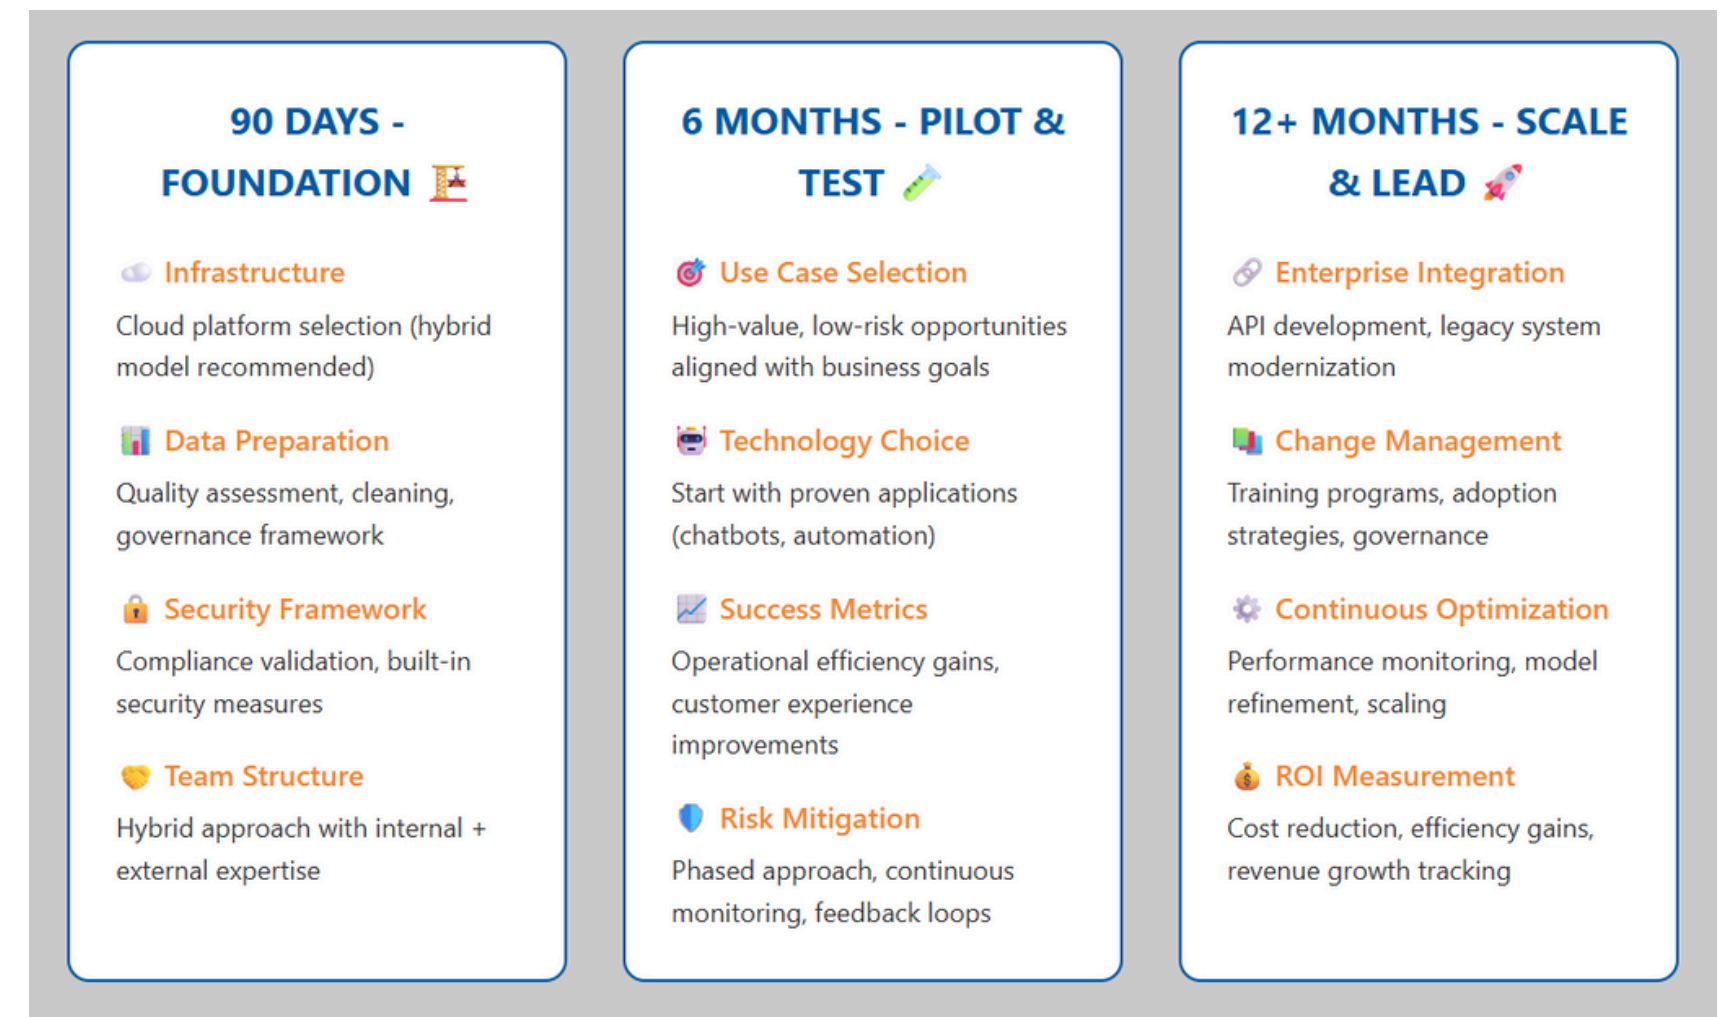 90 DAYS -
FOUNDATION
Infrastructure
Cloud platform selection (hybrid
model recommended)
Data Preparation
Quality assessment, cleaning,
governance framework
Security Framework
Compliance validation, built-in
security measures
Team Structure
Hybrid approach with internal +
external expertise
6 MONTHS - PILOT &
TEST
Use Case Selection
High-value, low-risk opportunities
aligned with business goals
Technology Choice
Start with proven applications
(chatbots, automation)
Success Metrics
Operational efficiency gains,
customer experience
improvements
Risk Mitigation
Phased approach, continuous
monitoring, feedback loops
12+ MONTHS - SCALE
& LEAD
Enterprise Integration
API development, legacy system
modernization
Change Management
Training programs, adoption
strategies, governance
Continuous Optimization
Performance monitoring, model
refinement, scaling
ROI Measurement
Cost reduction, efficiency gains,
revenue growth tracking